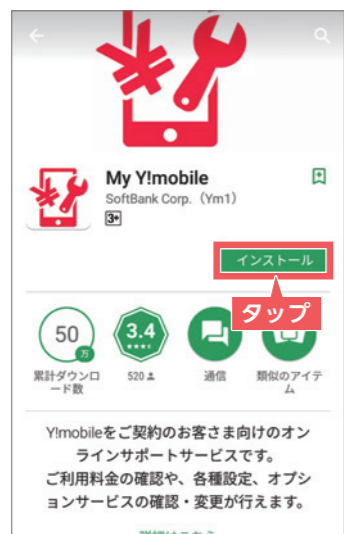 My Y!mobile
SoftBank Corp.（Ym1）
3+
インストール
タップ
50
万
3.4
累計ダウンロ
ード数
520
通信
類似のアイテ
ム
Y!mobileをご契約のお客さま向けのオン
ラインサポートサービスです。
ご利用料金の確認や、各種設定、オプシ
ョンサービスの確認・変更が行えます。